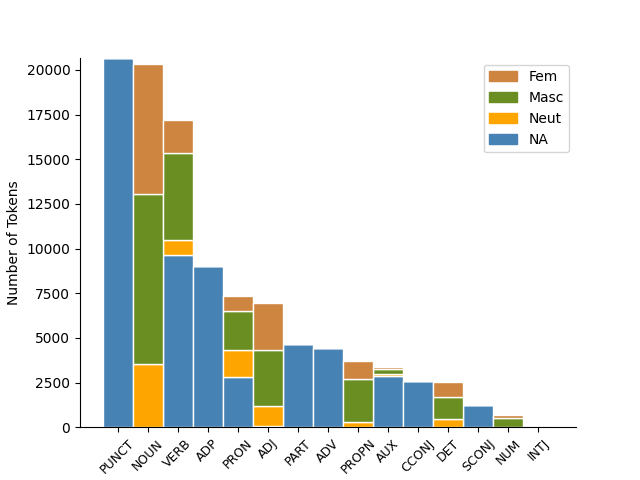 20000
17500
15000
12500
10000
7500
5000
2500
0
Number of Tokens
Fem
Masc
Neut
NA
PUNCT
NOUN
VERB
ADP
PRON
ADJ
PART
ADV
PROPN
AUX
CCONJ
DET
SCONJ
NUM
INTJ